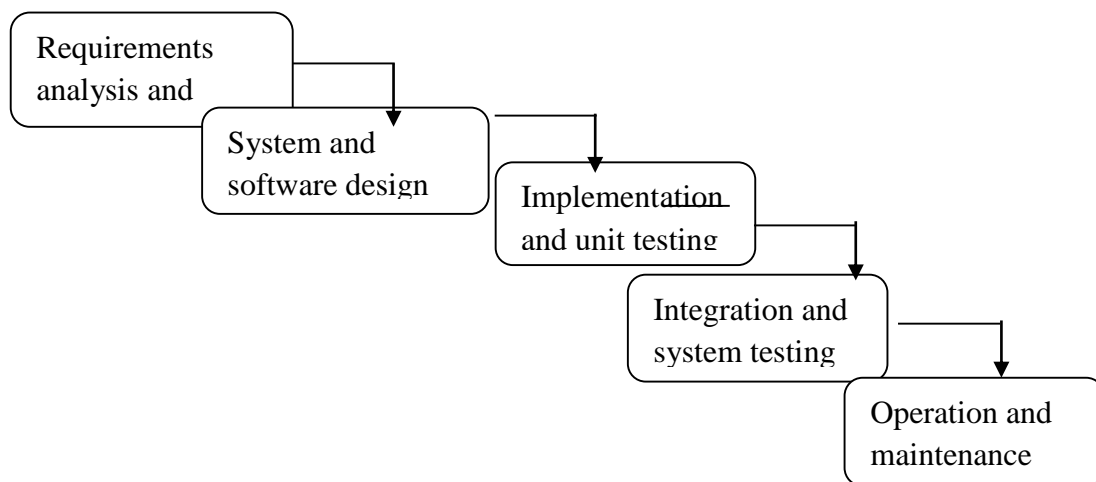 Requirements
analysis and
System and
software design
Implementation
and unit testing
Integration and
system testing
Operation and
maintenance